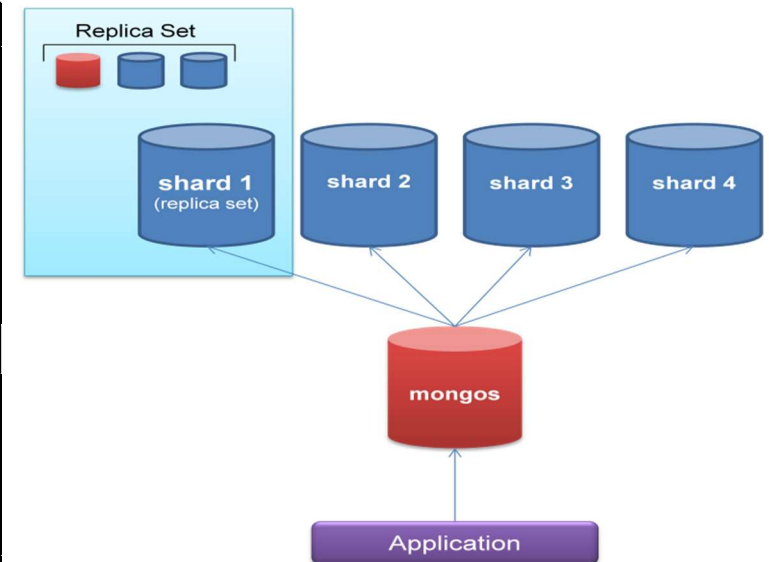 Replica Set
shard 1
(replica set)
shard 2
shard 3
shard 4
mongos
Application